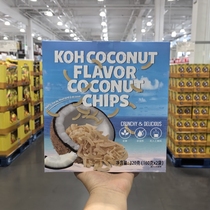 KOH COCONUT
FLAVOR
COCONUT
CHIPS
CRUNCHY & DELICIOUS